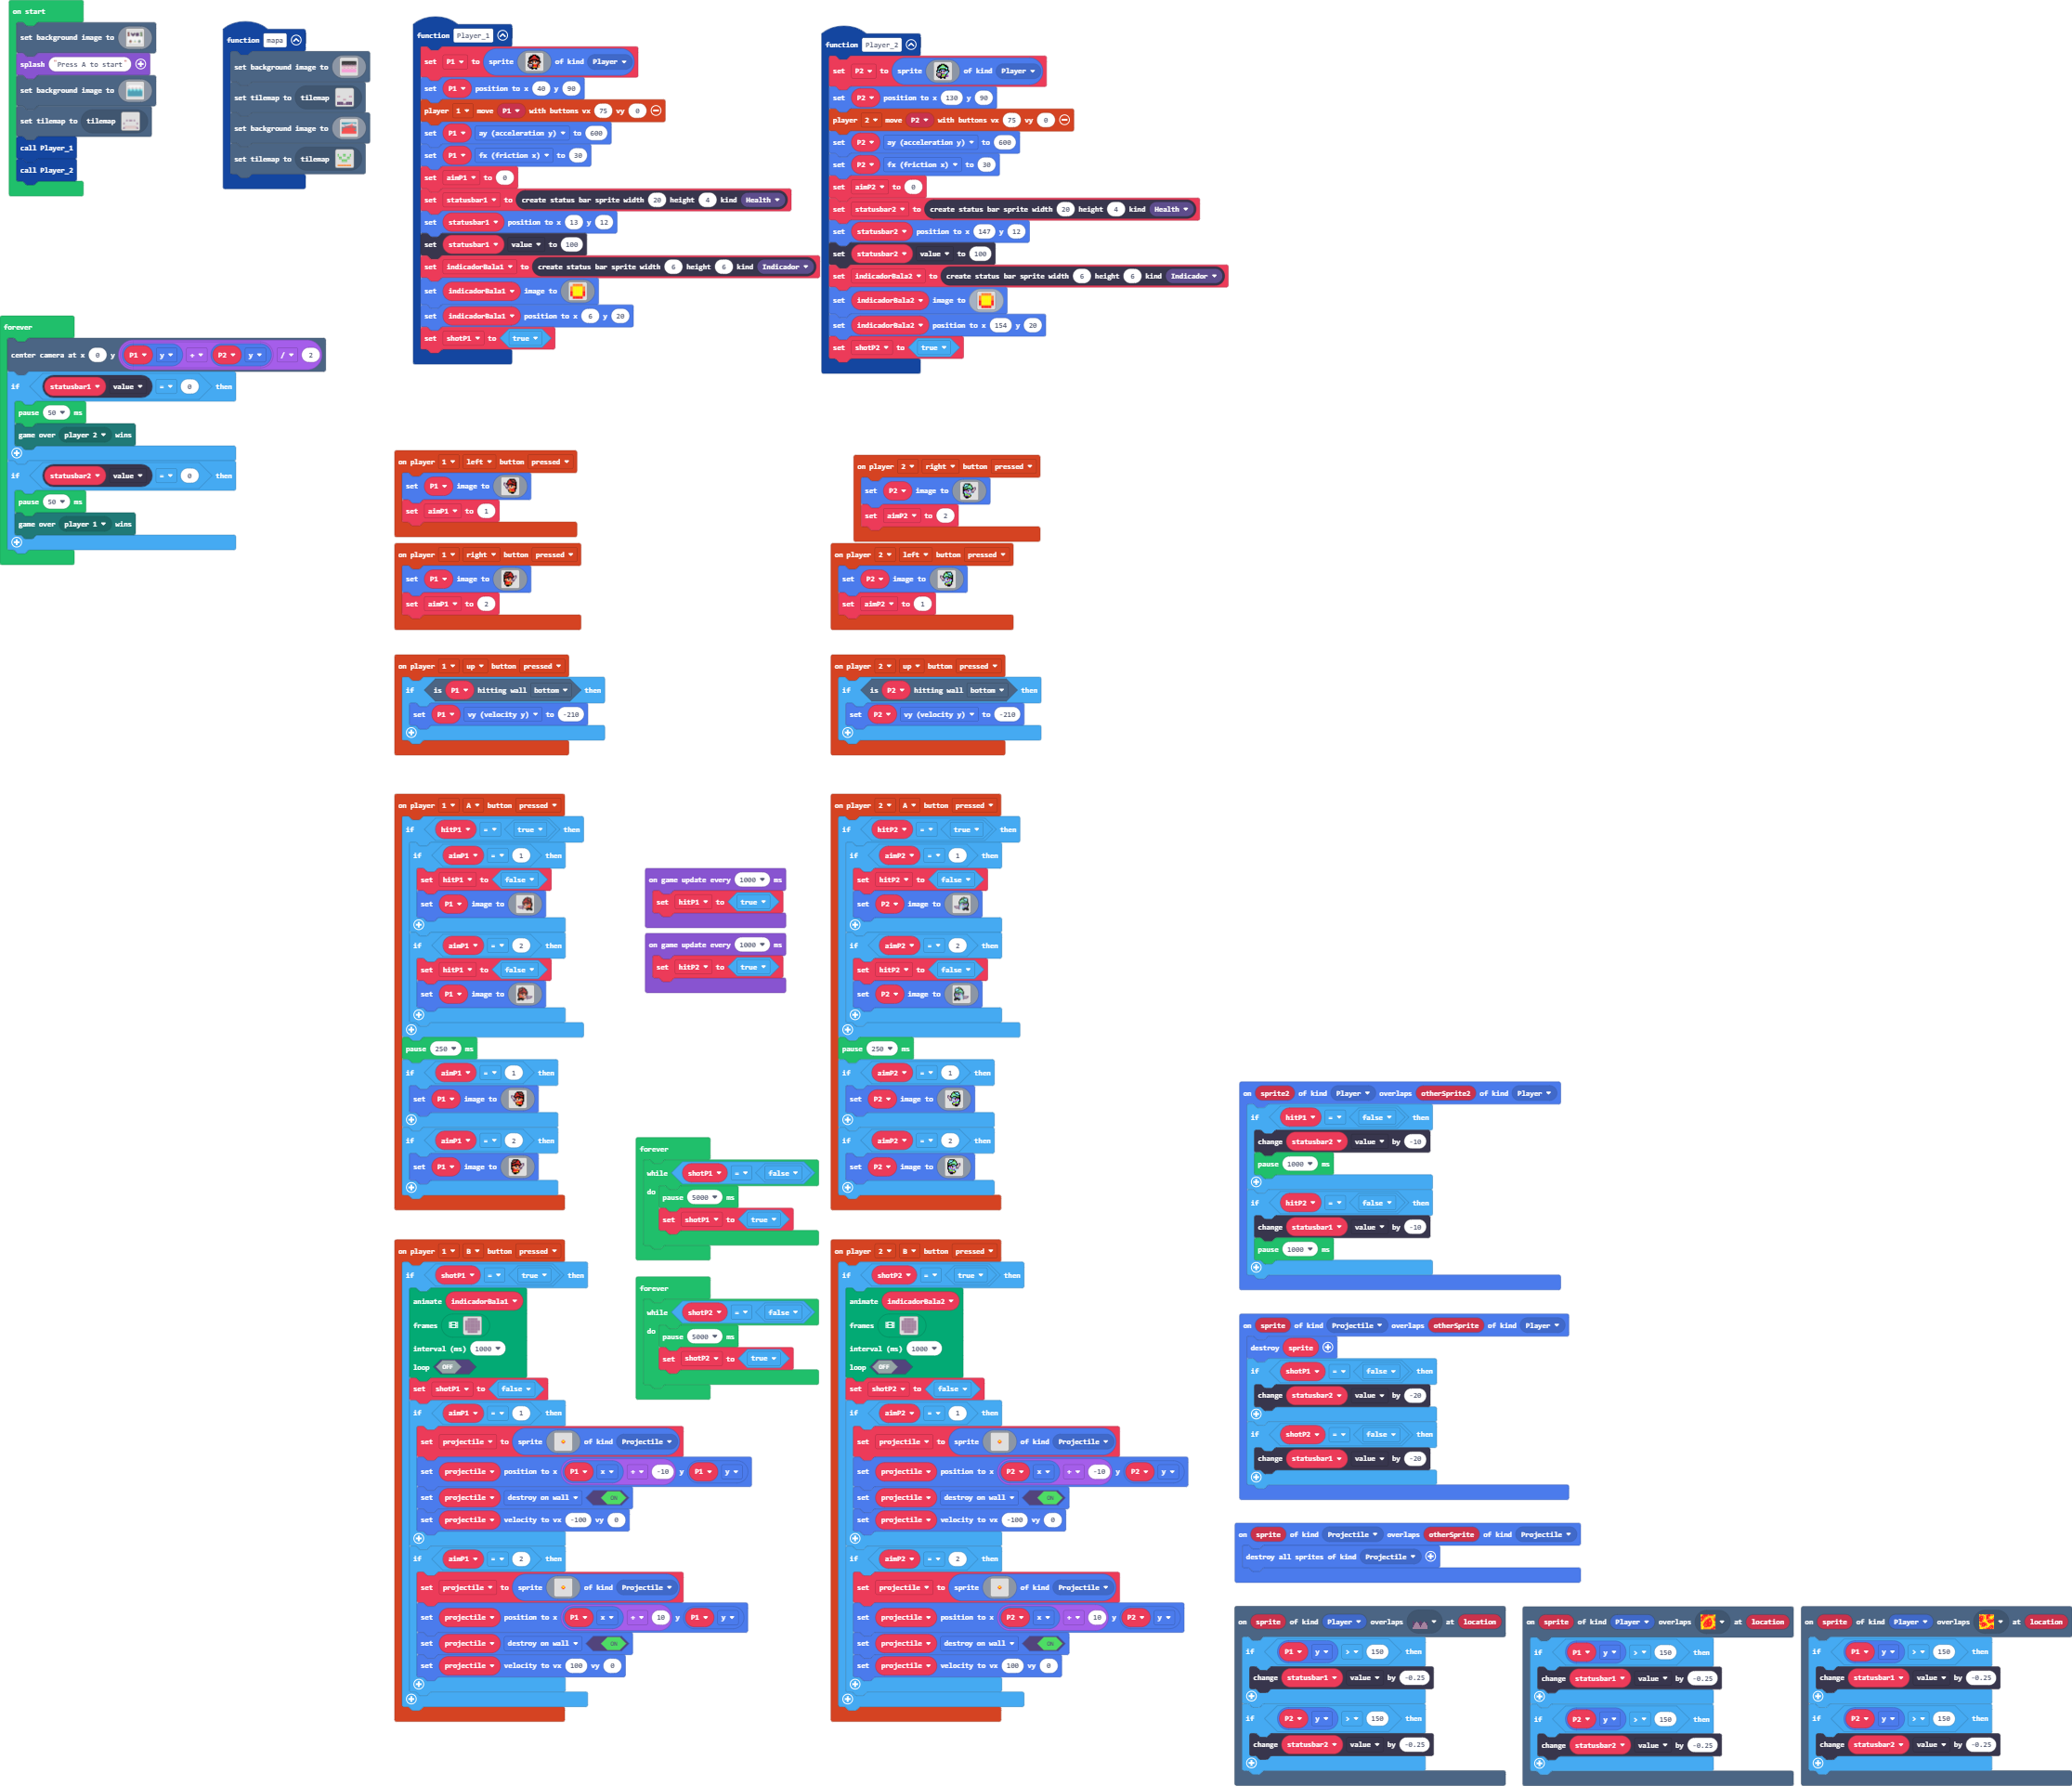 on start
set background image to
splash "Press A to start"
set background image to
set tilemap to tilemap
call Player_1
call Player_2
function mapa
set background image to
set tilemap to tilemap
set background image to
set tilemap to tilemap
function Player_1
set P1 to sprite of kind Player
set P1 position to x 40 y 90
player 1 move P1 with buttons vx 75 vy 0
set P1 ay (acceleration y) to 600
set P1 fx (friction x) to 30
set aimP1 to 0
set statusbar1 to create status bar sprite width 20 height 4 kind Health
set statusbar1 position to x 13 y 12
set statusbar1 value to 100
set indicadorBala1 to create status bar sprite width 6 height 6 kind Indicador
set indicadorBala1 image to
set indicadorBala1 position to x 6 y 20
set shotP1 to true
function Player_2
set P2 to sprite of kind Player
set P2 position to x 130 y 90
player 2 move P2 with buttons vx 75 vy 0
set P2 ay (acceleration y) to 600
set P2 fx (friction x) to 30
set aimP2 to 0
set statusbar2 to create status bar sprite width 20 height 4 kind Health
set statusbar2 position to x 147 y 12
set statusbar2 value to 100
set indicadorBala2 to create status bar sprite width 6 height 6 kind Indicador
set indicadorBala2 image to
set indicadorBala2 position to x 154 y 20
set shotP2 to true
forever
center camera at x 0 y P1 y + P2 y / 2
if statusbar1 value = 0 then
pause 50 ms
game over player 2 wins
if statusbar2 value = 0 then
pause 50 ms
game over player 1 wins
on player 1 left button pressed
set P1 image to
set aimP1 to 1
on player 1 right button pressed
set P1 image to
set aimP1 to 2
on player 2 right button pressed
set P2 image to
set aimP2 to 2
on player 2 left button pressed
set P2 image to
set aimP2 to 1
on player 1 up button pressed
if is P1 hitting wall bottom then
set P1 vy (velocity y) to -210
on player 2 up button pressed
if is P2 hitting wall bottom then
set P2 vy (velocity y) to -210
on player 1 A button pressed
if hitP1 = true then
if aimP1 = 1 then
set hitP1 to false
set P1 image to
if aimP1 = 2 then
set hitP1 to false
set P1 image to
pause 250 ms
if aimP1 = 1 then
set P1 image to
if aimP1 = 2 then
set P1 image to
on game update every 1000 ms
set hitP1 to true
on game update every 1000 ms
set hitP2 to true
on player 2 A button pressed
if hitP2 = true then
if aimP2 = 1 then
set hitP2 to false
set P2 image to
if aimP2 = 2 then
set hitP2 to false
set P2 image to
pause 250 ms
if aimP2 = 1 then
set P2 image to
if aimP2 = 2 then
set P2 image to
forever
while shotP1 = false
do pause 5000 ms
set shotP1 to true
forever
while shotP2 = false
do pause 5000 ms
set shotP2 to true
on player 1 B button pressed
if shotP1 = true then
animate indicadorBala1
frames
interval (ms) 1000
loop OFF
set shotP1 to false
if aimP1 = 1 then
set projectile to sprite of kind Projectile
set projectile position to x P1 x + -10 y P1 y
set projectile destroy on wall ON
set projectile velocity to vx -100 vy 0
if aimP1 = 2 then
set projectile to sprite of kind Projectile
set projectile position to x P1 x + 10 y P1 y
set projectile destroy on wall ON
set projectile velocity to vx 100 vy 0
on player 2 B button pressed
if shotP2 = true then
animate indicadorBala2
frames
interval (ms) 1000
loop OFF
set shotP2 to false
if aimP2 = 1 then
set projectile to sprite of kind Projectile
set projectile position to x P2 x + -10 y P2 y
set projectile destroy on wall ON
set projectile velocity to vx -100 vy 0
if aimP2 = 2 then
set projectile to sprite of kind Projectile
set projectile position to x P2 x + 10 y P2 y
set projectile destroy on wall ON
set projectile velocity to vx 100 vy 0
on sprite2 of kind Player overlaps otherSprite2 of kind Player
if hitP1 = false then
change statusbar2 value by -10
pause 1000 ms
if hitP2 = false then
change statusbar1 value by -10
pause 1000 ms
on sprite of kind Projectile overlaps otherSprite of kind Player
destroy sprite
if shotP1 = false then
change statusbar2 value by -20
if shotP2 = false then
change statusbar1 value by -20
on sprite of kind Projectile overlaps otherSprite of kind Projectile
destroy all sprites of kind Projectile
on sprite of kind Player overlaps at location
if P1 y > 150 then
change statusbar1 value by -0.25
if P2 y > 150 then
change statusbar2 value by -0.25
on sprite of kind Player overlaps at location
if P1 y > 150 then
change statusbar1 value by -0.25
if P2 y > 150 then
change statusbar2 value by -0.25
on sprite of kind Player overlaps at location
if P1 y > 150 then
change statusbar1 value by -0.25
if P2 y > 150 then
change statusbar2 value by -0.25